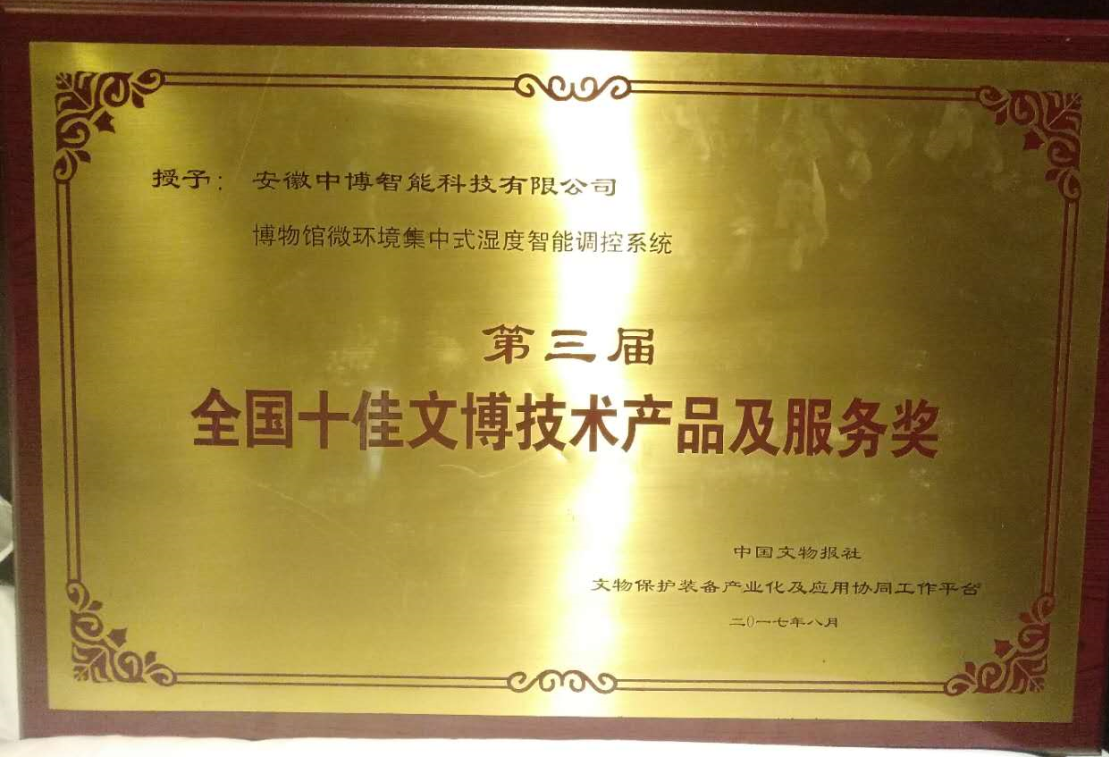 授予：安徽中博智能科技有限公司
博物馆微环境集中式湿度智能调控系统
第三届
全国十佳文博技术产品及服务奖
中国文物报社
文物保护装备产业化及应用协同工作平台
二〇一七年八月